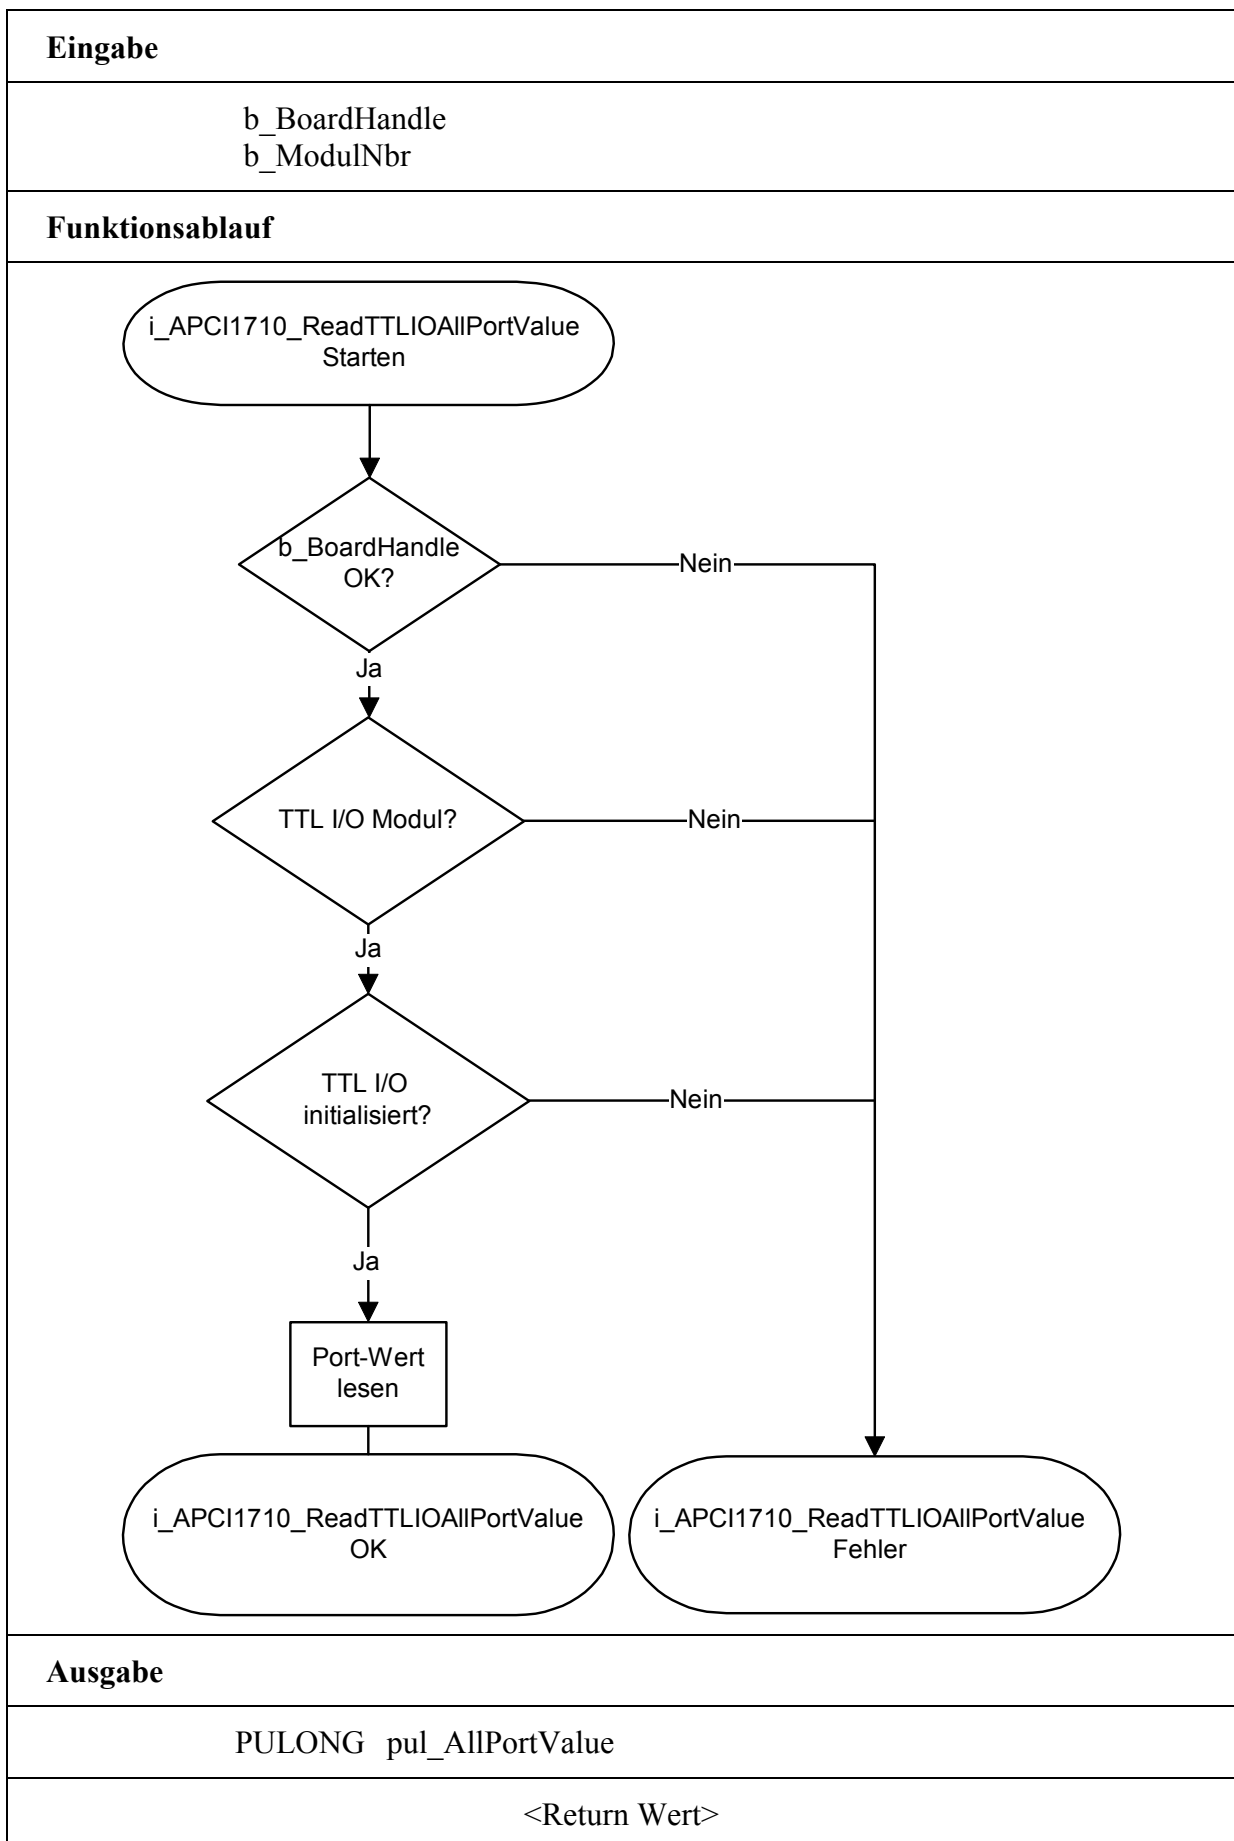 Eingabe
b_BoardHandle
b_ModulNbr
Funktionsablauf
i_APCI1710_ReadTTLIOAllPortValue
Starten
b_BoardHandle
OK?
Nein
Ja
TTL I/O Modul?
Nein
Ja
TTL I/O
initialisiert?
Nein
Ja
Port-Wert
lesen
i_APCI1710_ReadTTLIOAllPortValue
OK
i_APCI1710_ReadTTLIOAllPortValue
Fehler
Ausgabe
PULONG pul_AllPortValue
<Return Wert>